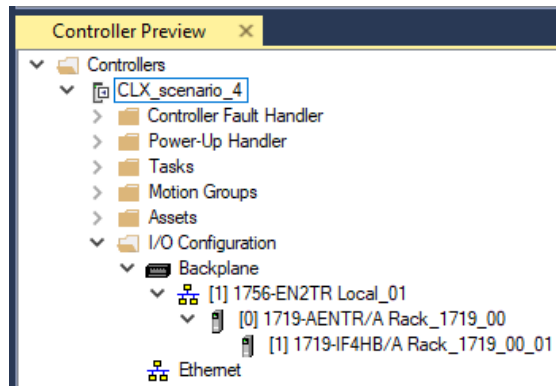 Controller Preview
Controllers
CLX_scenario_4
Controller Fault Handler
Power-Up Handler
Tasks
Motion Groups
Assets
I/O Configuration
Backplane
[1] 1756-EN2TR Local_01
[0] 1719-AENTR/A Rack_1719_00
[1] 1719-IF4HB/A Rack_1719_00_01
Ethernet